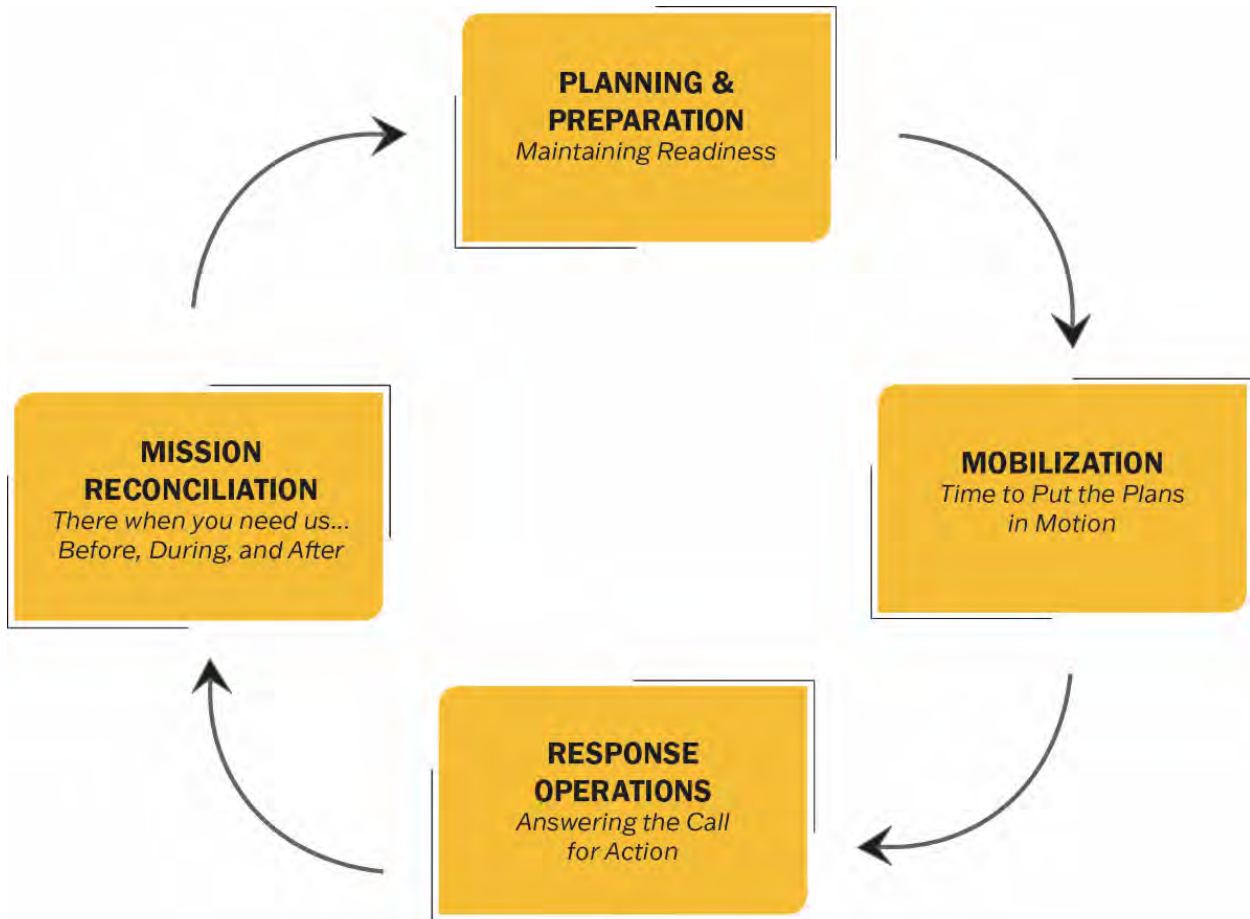 PLANNING &
PREPARATION
Maintaining Readiness
MOBILIZATION
Time to Put the Plans
in Motion
RESPONSE
OPERATIONS
Answering the Call
for Action
MISSION
RECONCILIATION
There when you need us...
Before, During, and After